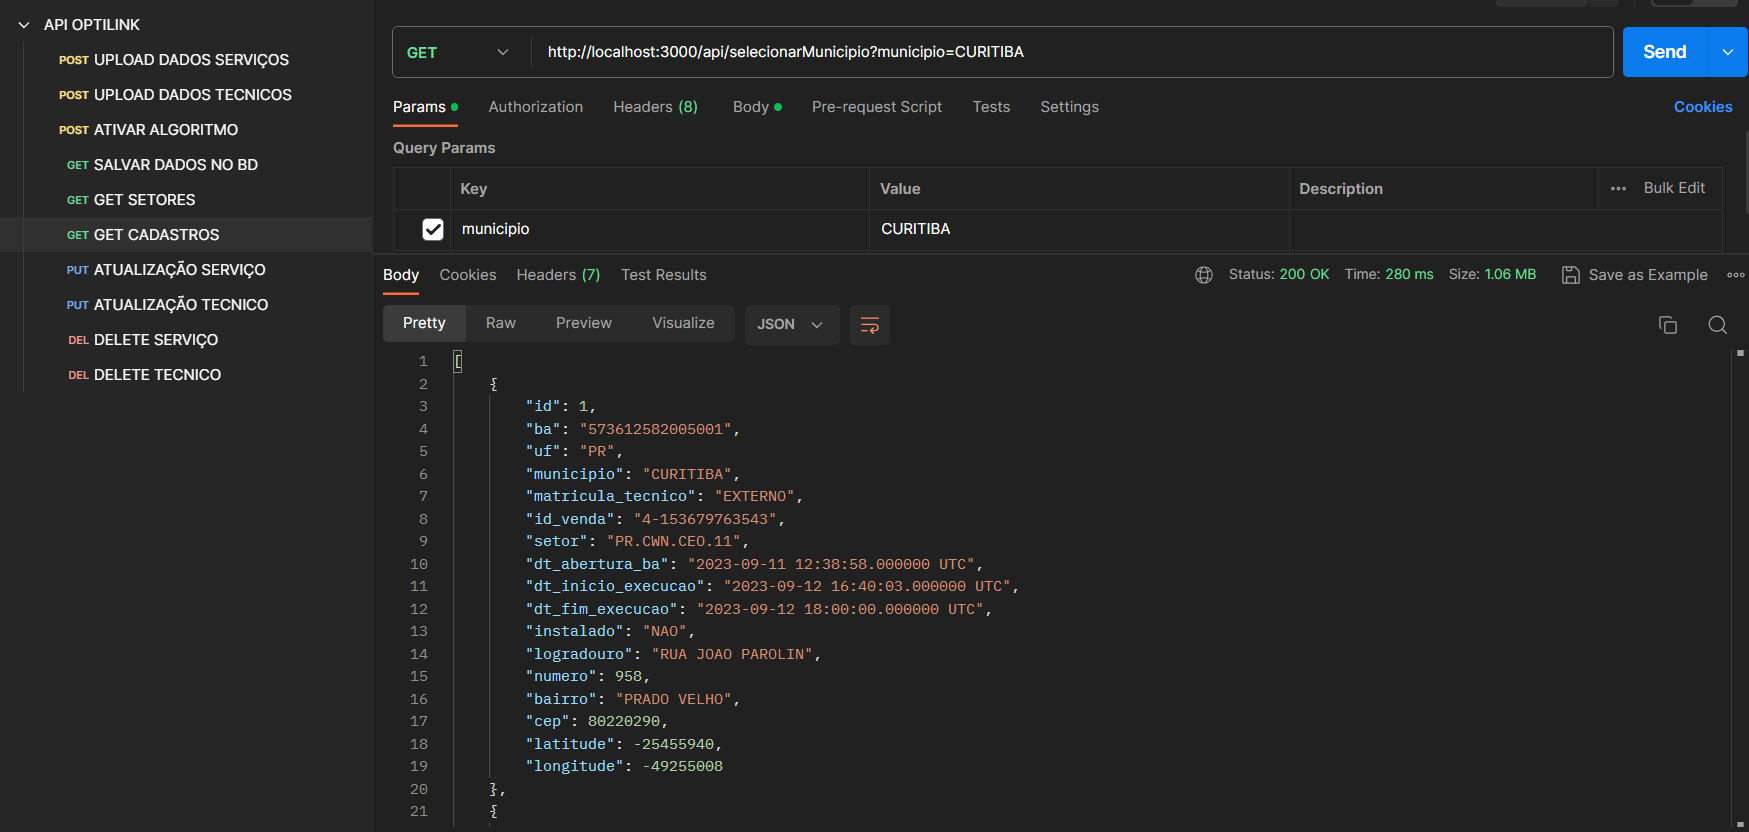 API OPTILINK
POST UPLOAD DADOS SERVIÇOS
POST UPLOAD DADOS TECNICOS
POST ATIVAR ALGORITMO
GET SALVAR DADOS NO BD
GET GET SETORES
GET GET CADASTROS
PUT ATUALIZAÇÃO SERVIÇO
PUT ATUALIZAÇÃO TECNICO
DEL DELETE SERVIÇO
DEL DELETE TECNICO
GET http://localhost:3000/api/selecionarMunicipio?municipio=CURITIBA Send
Params Authorization Headers (8) Body Pre-request Script Tests Settings Cookies
Query Params
Key Value Description Bulk Edit
municipio CURITIBA
Body Cookies Headers (7) Test Results Status: 200 OK Time: 280 ms Size: 1.06 MB Save as Example
Pretty Raw Preview Visualize JSON
1 [
2 {
3 "id": 1,
4 "ba": "573612582005001",
5 "uf": "PR",
6 "municipio": "CURITIBA",
7 "matricula_tecnico": "EXTERNO",
8 "id_venda": "4-153679763543",
9 "setor": "PR.CWN.CEO.11",
10 "dt_abertura_ba": "2023-09-11 12:38:58.000000 UTC",
11 "dt_inicio_execucao": "2023-09-12 16:40:03.000000 UTC",
12 "dt_fim_execucao": "2023-09-12 18:00:00.000000 UTC",
13 "instalado": "NAO",
14 "logradouro": "RUA JOAO PAROLIN",
15 "numero": 958,
16 "bairro": "PRADO VELHO",
17 "cep": 80220290,
18 "latitude": -25455940,
19 "longitude": -49255008
20 },
21 {